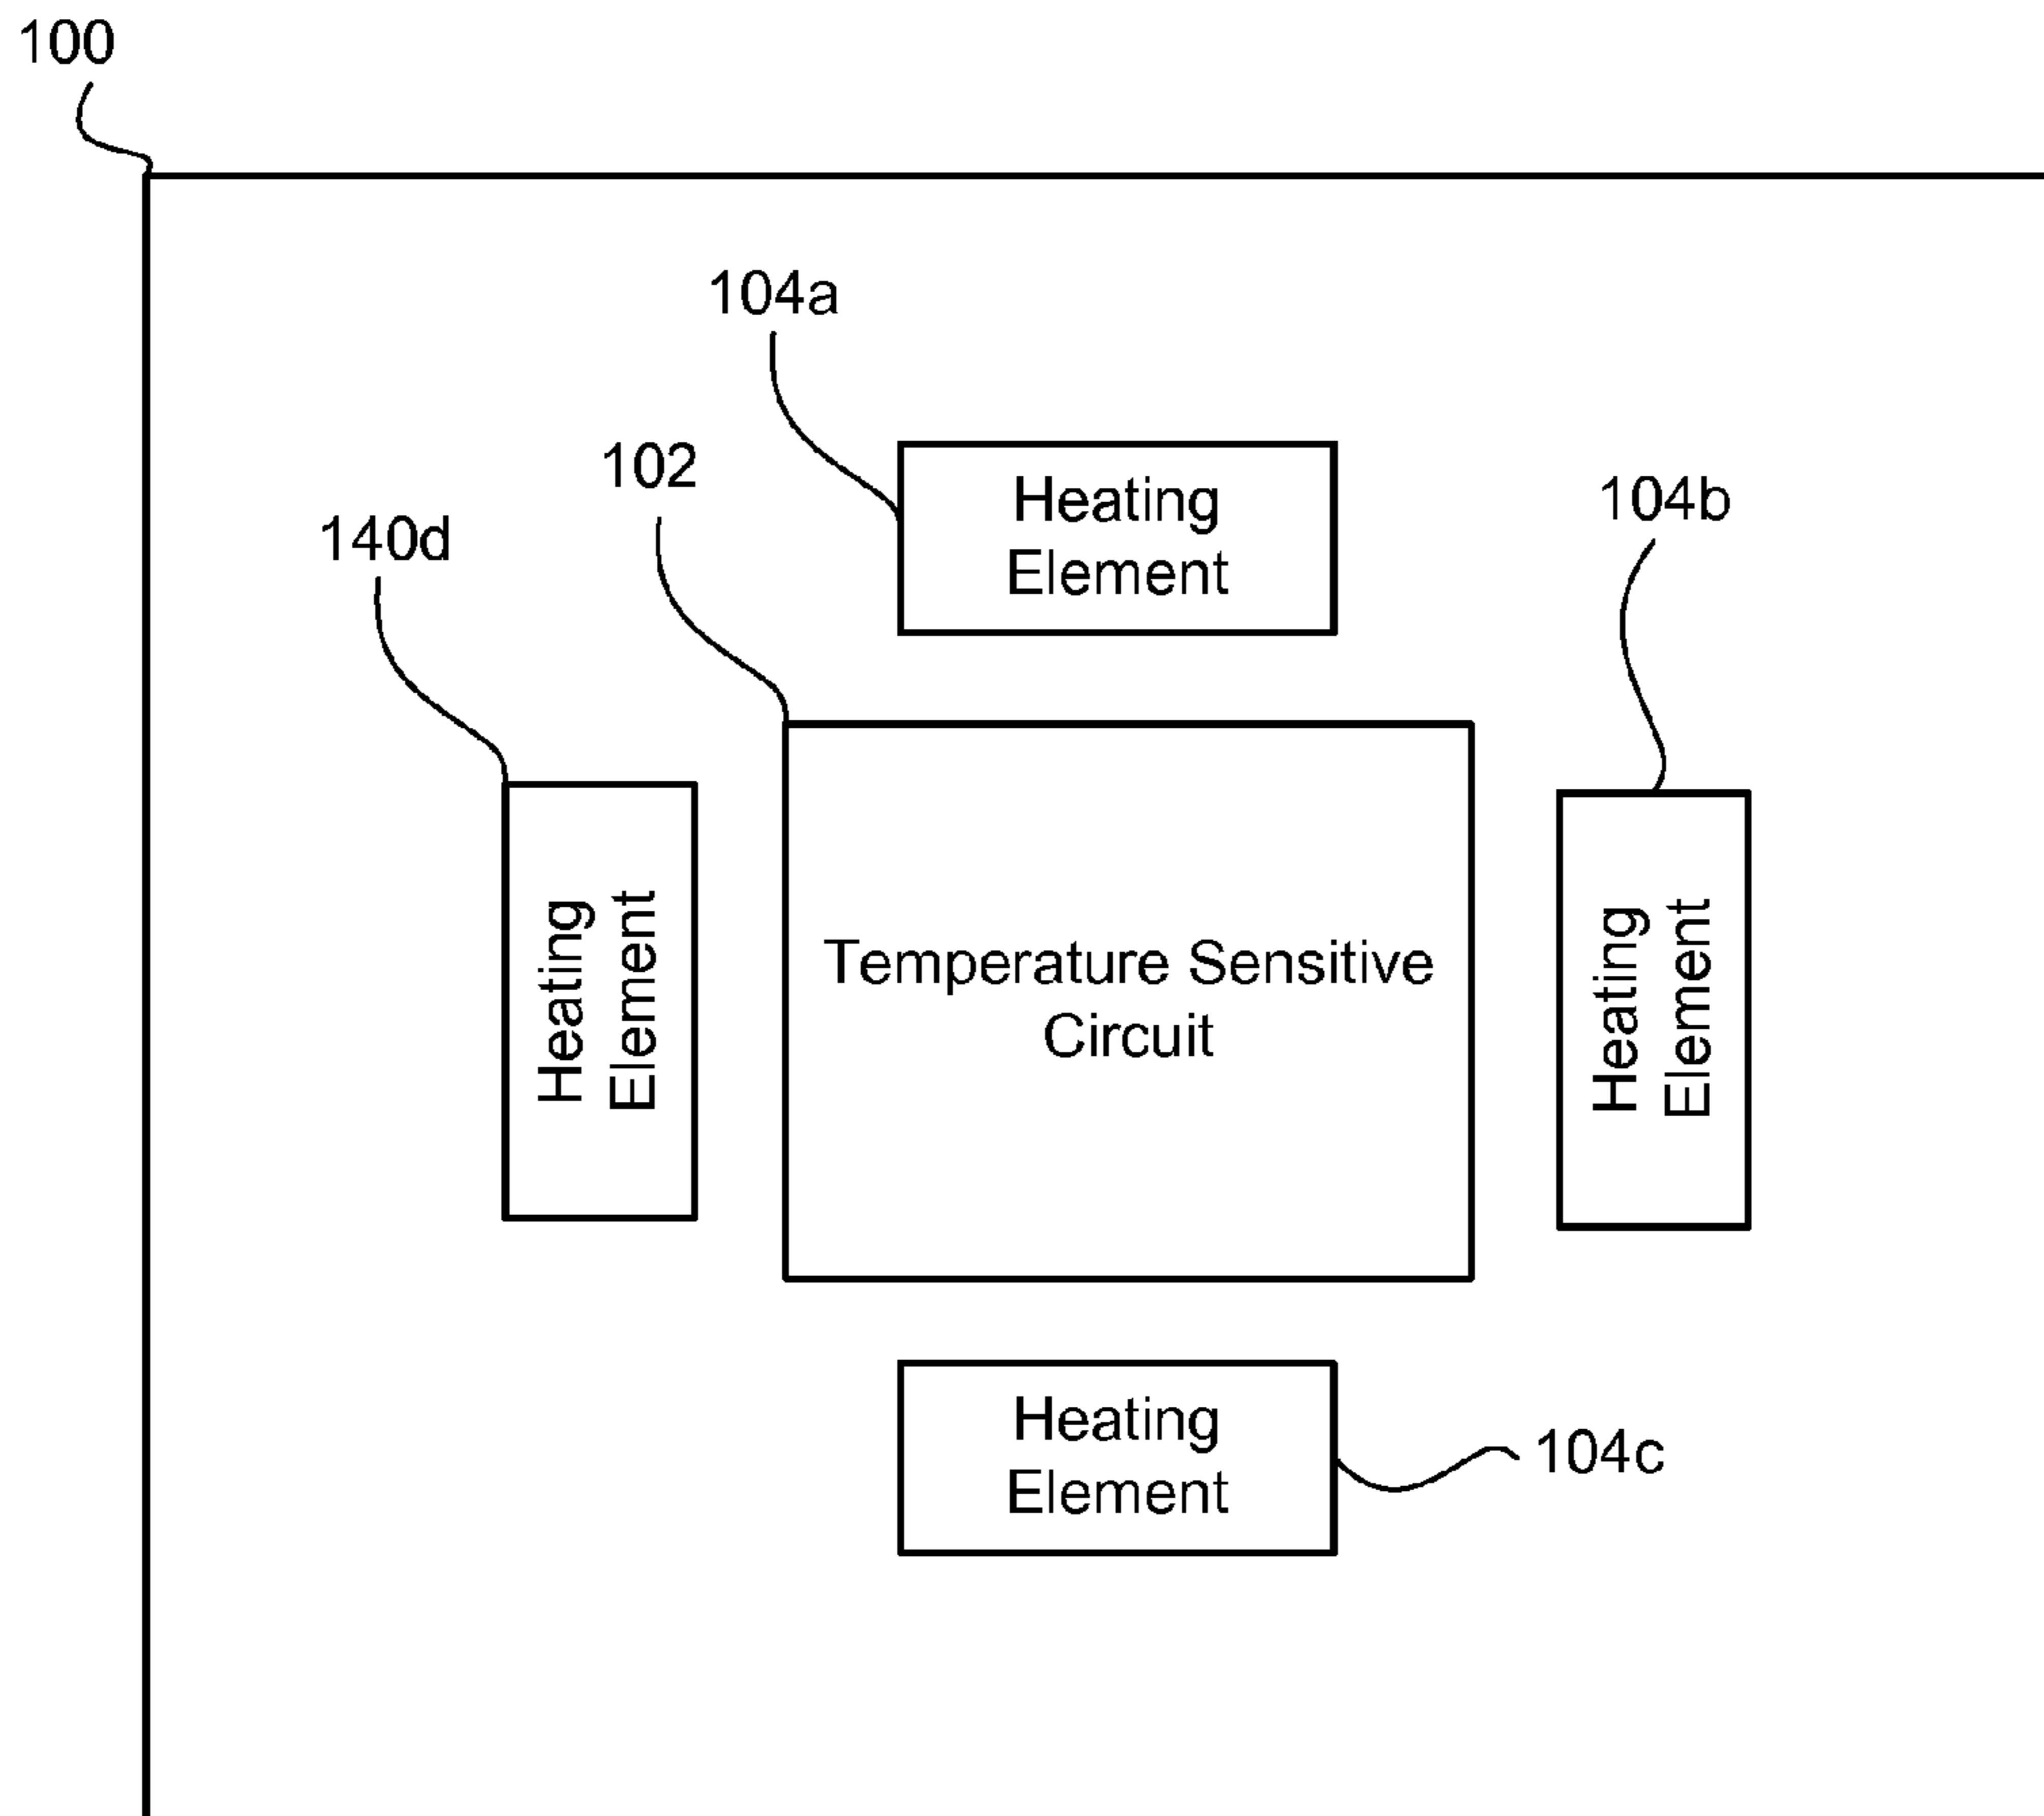 100
104a
102
104b
140d
Heating
Element
Heating
Element
Temperature Sensitive
Circuit
Heating
Element
Heating
Element
104c